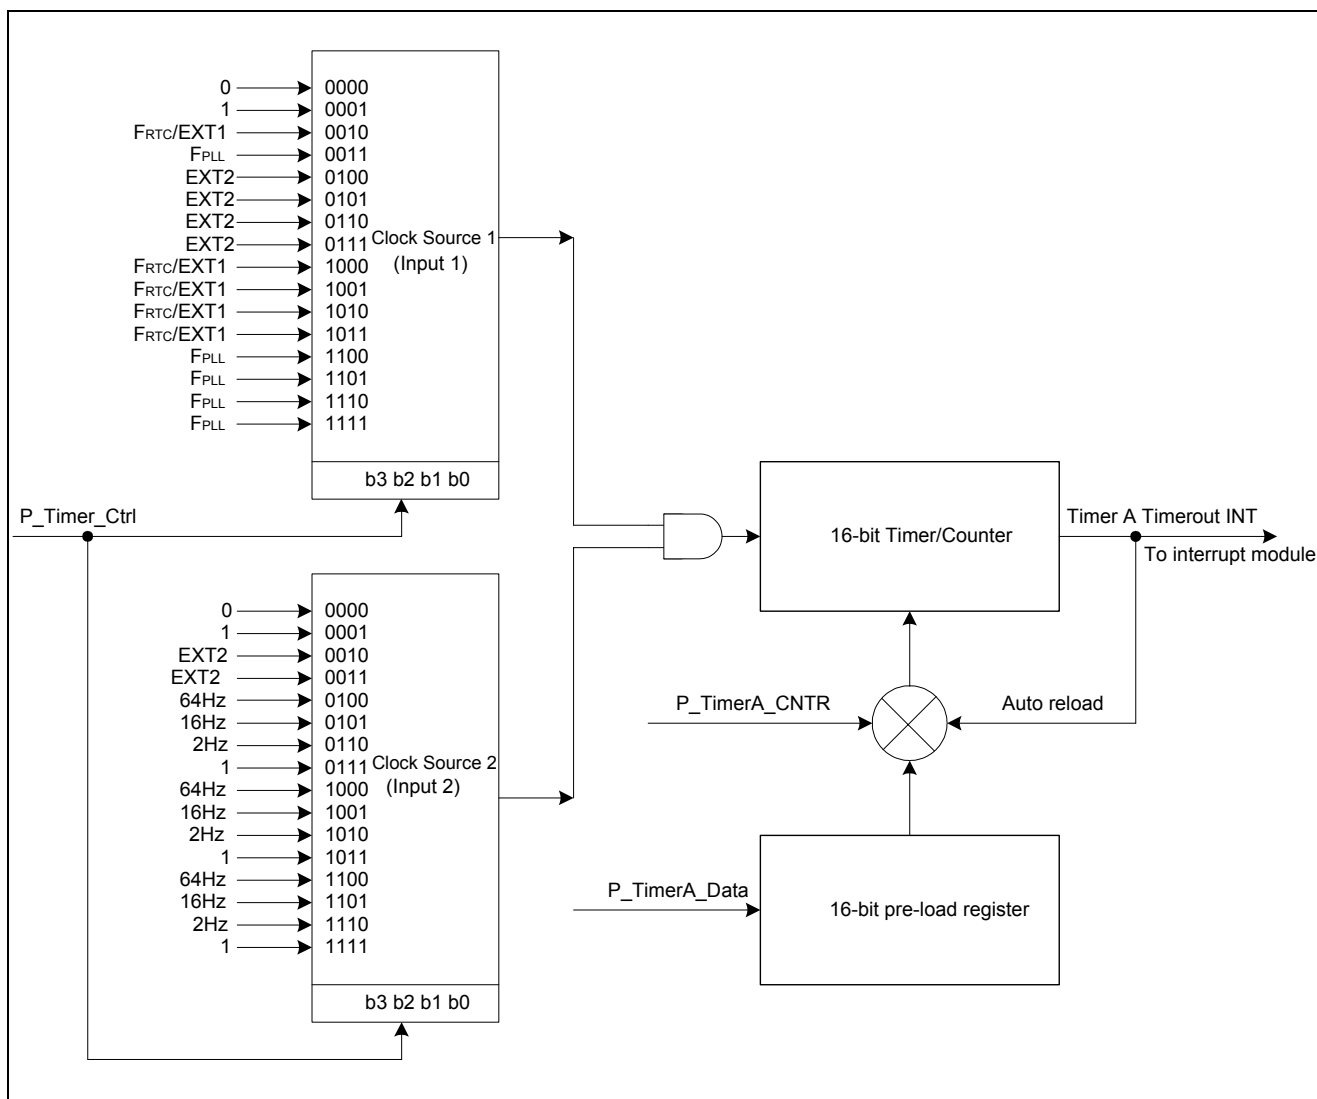 0 0000
1 0001
FRTC/EXT1 0010
FPLL 0011
EXT2 0100
EXT2 0101
EXT2 0110
EXT2 0111
Clock Source 1
(Input 1)
FRTC/EXT1 1000
FRTC/EXT1 1001
FRTC/EXT1 1010
FRTC/EXT1 1011
FPLL 1100
FPLL 1101
FPLL 1110
FPLL 1111
b3 b2 b1 b0
P_Timer_Ctrl
16-bit Timer/Counter
Timer A Timerout INT
To interrupt module
0 0000
1 0001
EXT2 0010
EXT2 0011
64Hz 0100
16Hz 0101
2Hz 0110
1 0111
Clock Source 2
(Input 2)
64Hz 1000
16Hz 1001
2Hz 1010
1 1011
64Hz 1100
16Hz 1101
2Hz 1110
1 1111
b3 b2 b1 b0
P_TimerA_CNTR
Auto reload
P_TimerA_Data
16-bit pre-load register